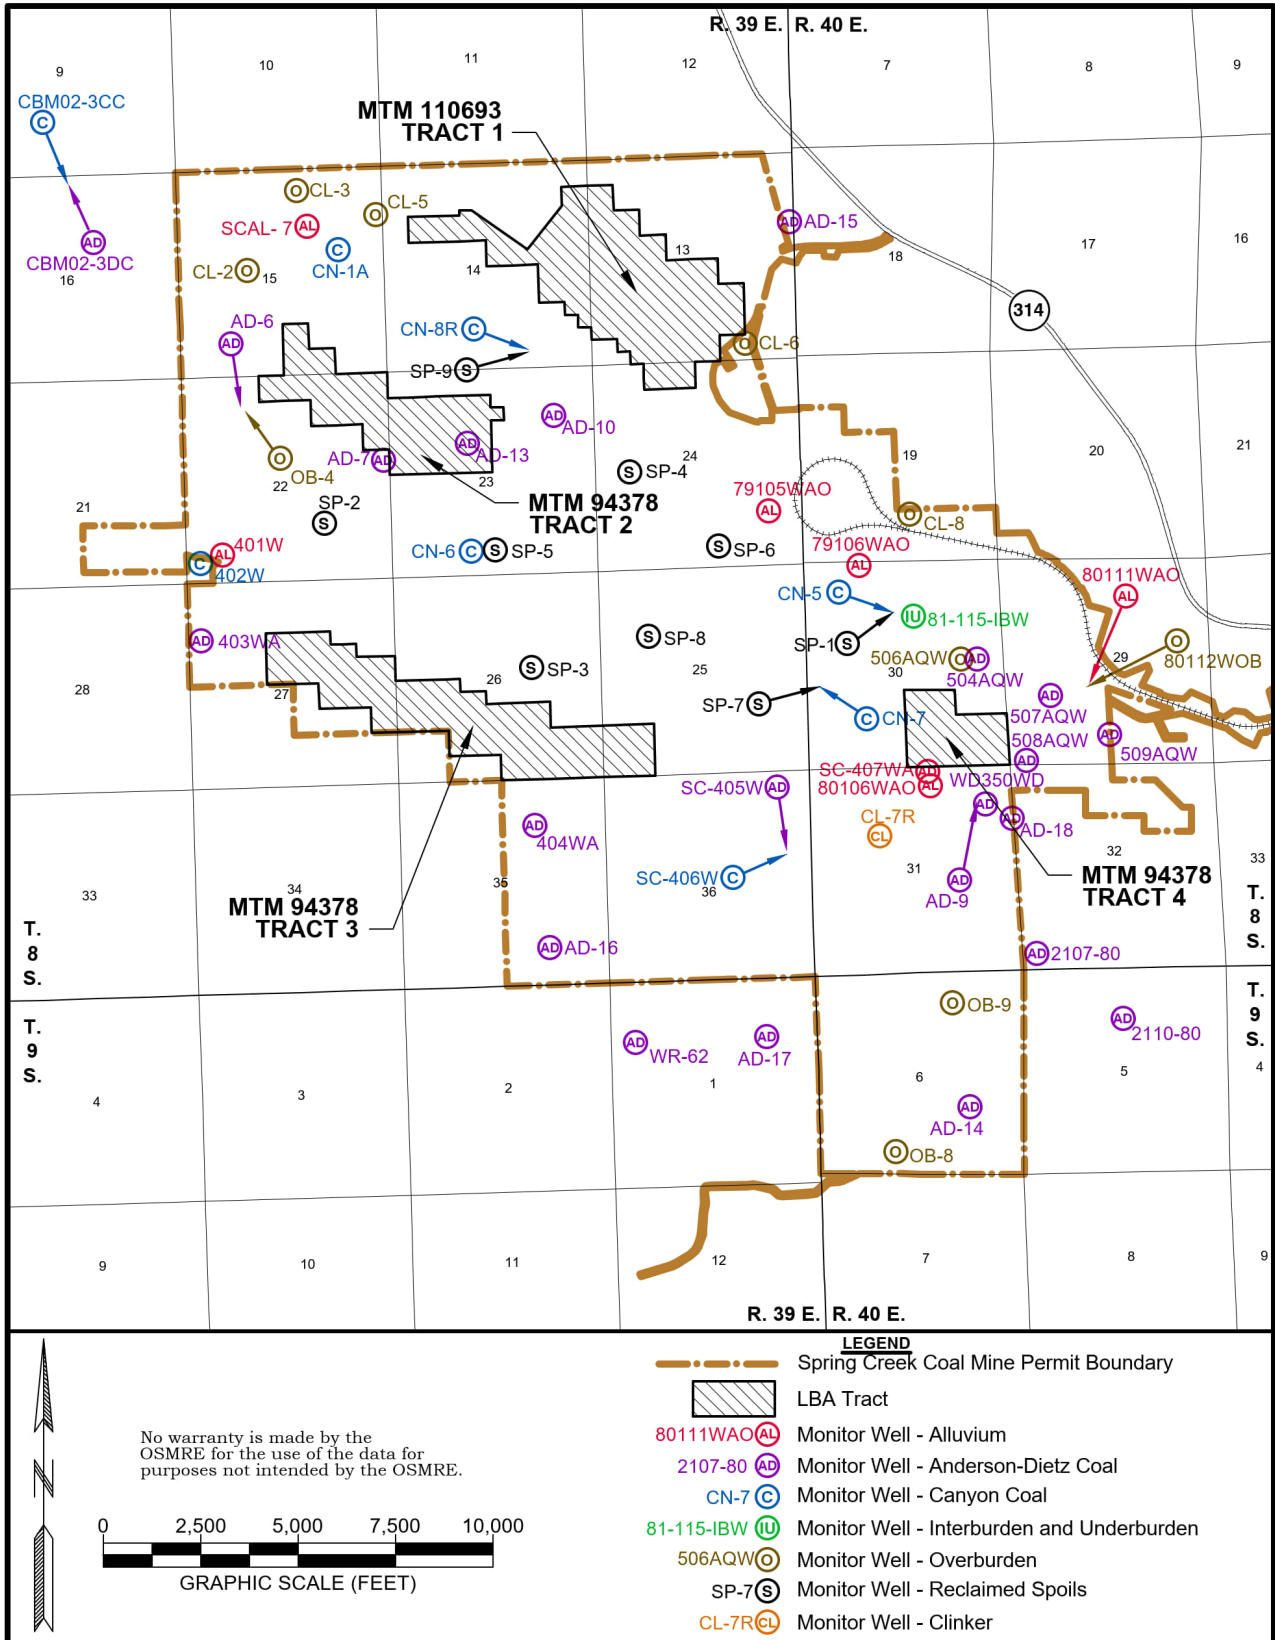 R. 39 E. R. 40 E.
9
10
11
12
7
8
9
CBM02-3CC
C
MTM 110693
TRACT 1
O CL-3
CL-5
O
SCAL- 7 AL
AD AD-15
AD
CBM02-3DC
16
C
CN-1A
CL-2 O 15
14
13
18
17
16
314
AD-6
AD
CN-8R C
SP-9 S
O CL-6
AD
AD-10
AD-7 AD
AD AD-13
OB-4
O
22
23
S SP-4
24
19
20
21
21
SP-2
S
MTM 94378
TRACT 2
79105WAO
AL
O
CL-8
401W
AL
C
402W
CN-6 C S SP-5
S SP-6
79106WAO
AL
80111WAO
AL
CN-5 C
IU 81-115-IBW
AD 403WA
S SP-8
SP-1 S
O
80112WOB
S SP-3
506AQW O AD
504AQW
29
28
27
26
25
30
AD
507AQW
SP-7 S
C CN-7
508AQW
AD
AD
509AQW
SC-407WA AD
80106WAO AL
WD350WD
AD
SC-405W AD
CL-7R
CL
AD
AD-18
AD
404WA
32
33
33
34
35
36
31
SC-406W C
AD
AD-9
MTM 94378
TRACT 3
MTM 94378
TRACT 4
T.
8
S.
T.
8
S.
AD AD-16
AD 2107-80
T.
9
S.
T.
9
S.
O OB-9
AD
2110-80
AD
WR-62
AD
AD-17
4
3
2
1
6
5
4
AD
AD-14
O OB-8
9
10
11
12
7
8
9
R. 39 E. R. 40 E.
LEGEND
Spring Creek Coal Mine Permit Boundary
LBA Tract
80111WAO AL Monitor Well - Alluvium
2107-80 AD Monitor Well - Anderson-Dietz Coal
CN-7 C Monitor Well - Canyon Coal
81-115-IBW IU Monitor Well - Interburden and Underburden
506AQW O Monitor Well - Overburden
SP-7 S Monitor Well - Reclaimed Spoils
CL-7R CL Monitor Well - Clinker
N
No warranty is made by the
OSMRE for the use of the data for
purposes not intended by the OSMRE.
0 2,500 5,000 7,500 10,000
GRAPHIC SCALE (FEET)